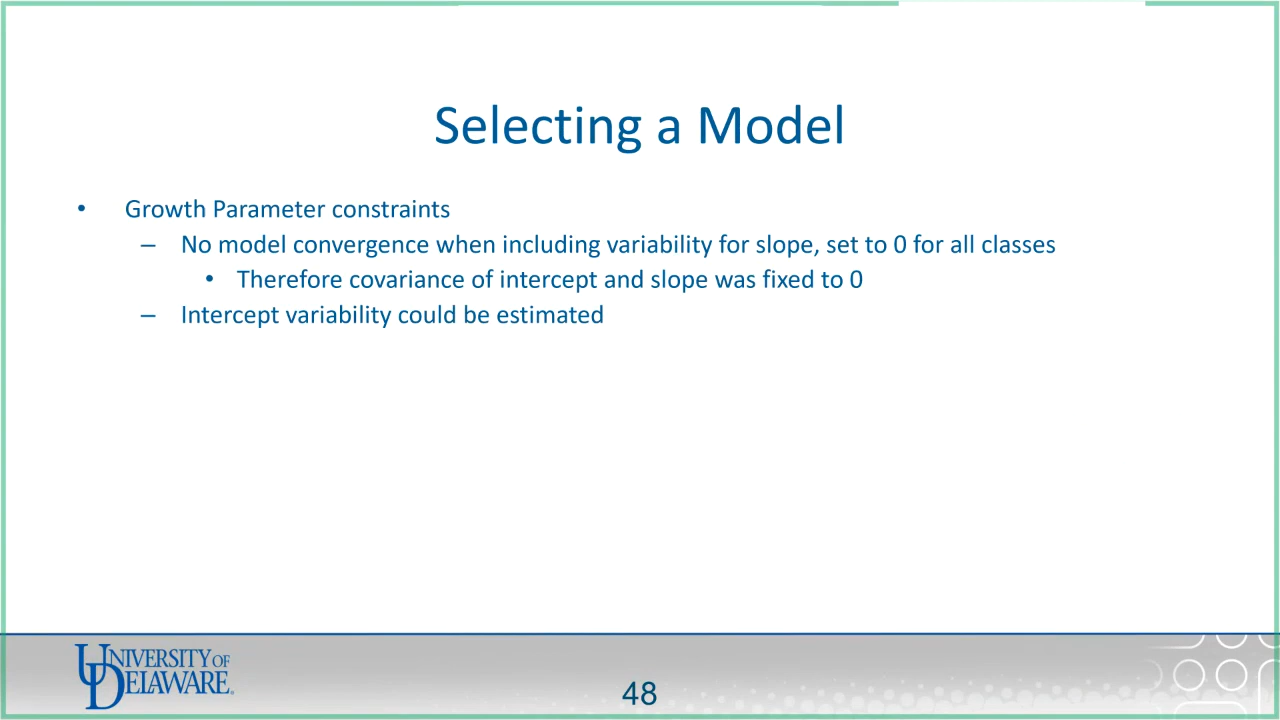 Selecting a Model
• Growth Parameter constraints
– No model convergence when including variability for slope, set to 0 for all classes
• Therefore covariance of intercept and slope was fixed to 0
– Intercept variability could be estimated
UNIVERSITY OF
DELAWARE.
48